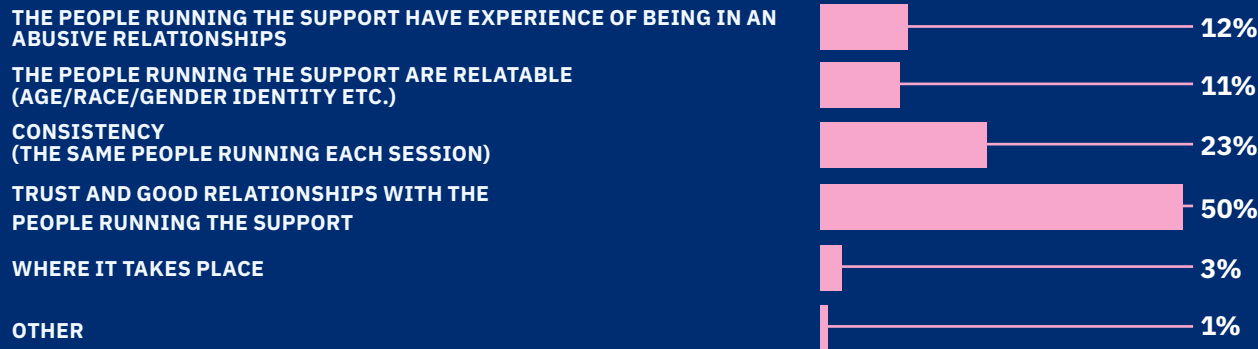 THE PEOPLE RUNNING THE SUPPORT HAVE EXPERIENCE OF BEING IN AN
ABUSIVE RELATIONSHIPS
12%
THE PEOPLE RUNNING THE SUPPORT ARE RELATABLE
(AGE/RACE/GENDER IDENTITY ETC.)
11%
CONSISTENCY
(THE SAME PEOPLE RUNNING EACH SESSION)
23%
TRUST AND GOOD RELATIONSHIPS WITH THE
PEOPLE RUNNING THE SUPPORT
50%
WHERE IT TAKES PLACE
3%
OTHER
1%